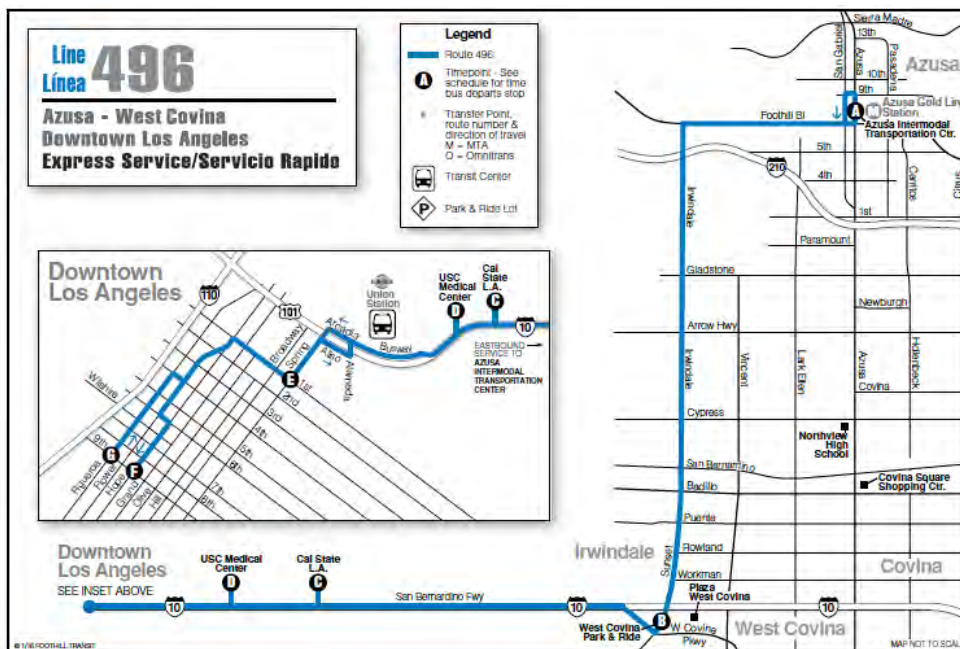 Line
Línea
496
Azusa - West Covina
Downtown Los Angeles
Express Service/Servicio Rapido
Legend
Route 496
A
Timepoint - See
schedule for time
bus departs stop
Transfer Point,
route number &
direction of travel
M = MTA
O = Omnitrans
Transit Center
P
Park & Ride Lot
Downtown
Los Angeles
110
101
Union
Station
USC
Medical
Center
D
Cal
State
L.A.
C
10
Busway
Arcadia
Aliso
Alameda
Broadway
Spring
E
1st
2nd
3rd
4th
5th
6th
7th
8th
9th
Wilshire
G
F
Figueroa
Flower
Hope
Grand
Olive
Hill
EASTBOUND
SERVICE TO
AZUSA
INTERMODAL
TRANSPORTATION
CENTER
Sierra Madre
13th
San Gabriel
Azusa
Pasadena
10th
9th
Azusa
A
M
Azusa Gold Line
Station
Azusa Intermodal
Transportation Ctr.
Foothill Bl
5th
210
4th
1st
Irwindale
Paramount
Gladstone
Newburgh
Arrow Hwy
Irwindale
Vincent
Lark Ellen
Azusa
Hollenbeck
Cerritos
Citrus
Covina
Cypress
Northview
High
School
San Bernardino
Badillo
Covina Square
Shopping Ctr.
Puente
Irwindale
Sunset
Rowland
Covina
Workman
Plaza
West Covina
10
West Covina
Park & Ride
B
W Covina
Pkwy
West Covina
Downtown
Los Angeles
SEE INSET ABOVE
10
USC Medical
Center
D
Cal State
L.A.
C
San Bernardino Fwy
10
© 1/16 FOOTHILL TRANSIT
MAP NOT TO SCAL